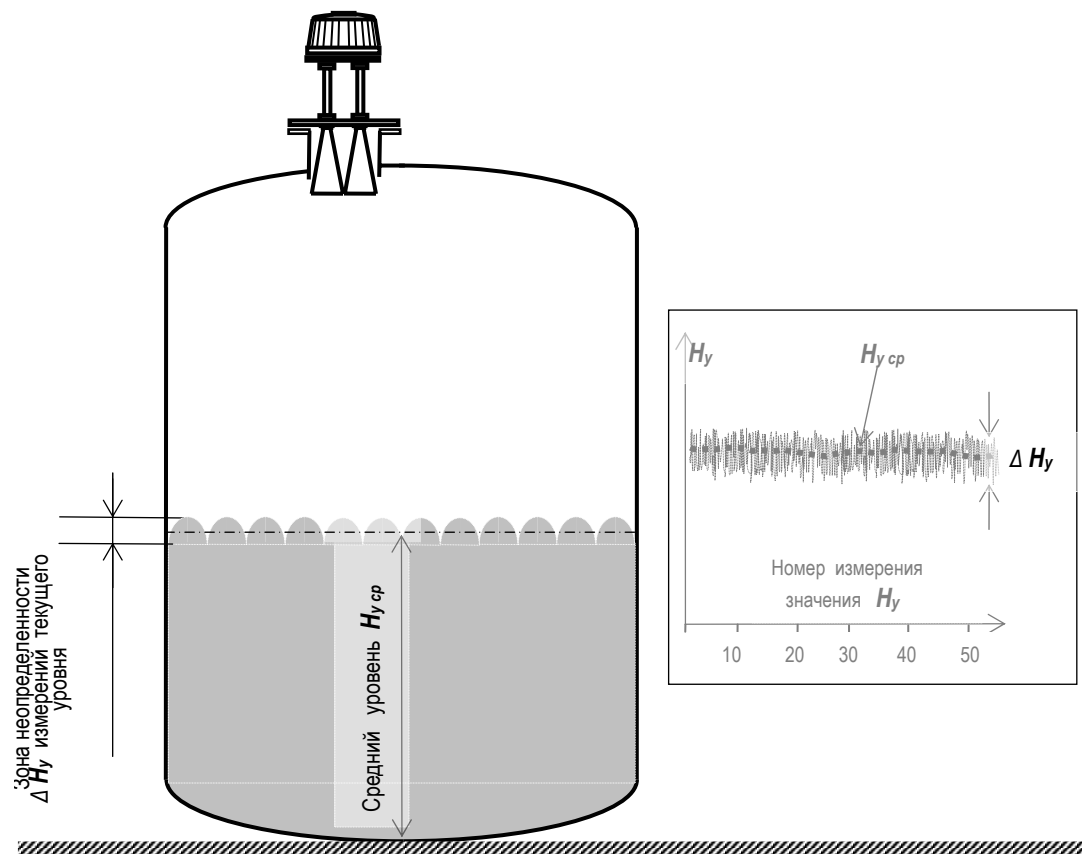 Зона неопределенности
Δ Hу измерений текущего
уровня
Средний уровень Hу ср
Hу
Hу ср
Δ Hу
Номер измерения
значения Hу
10 20 30 40 50